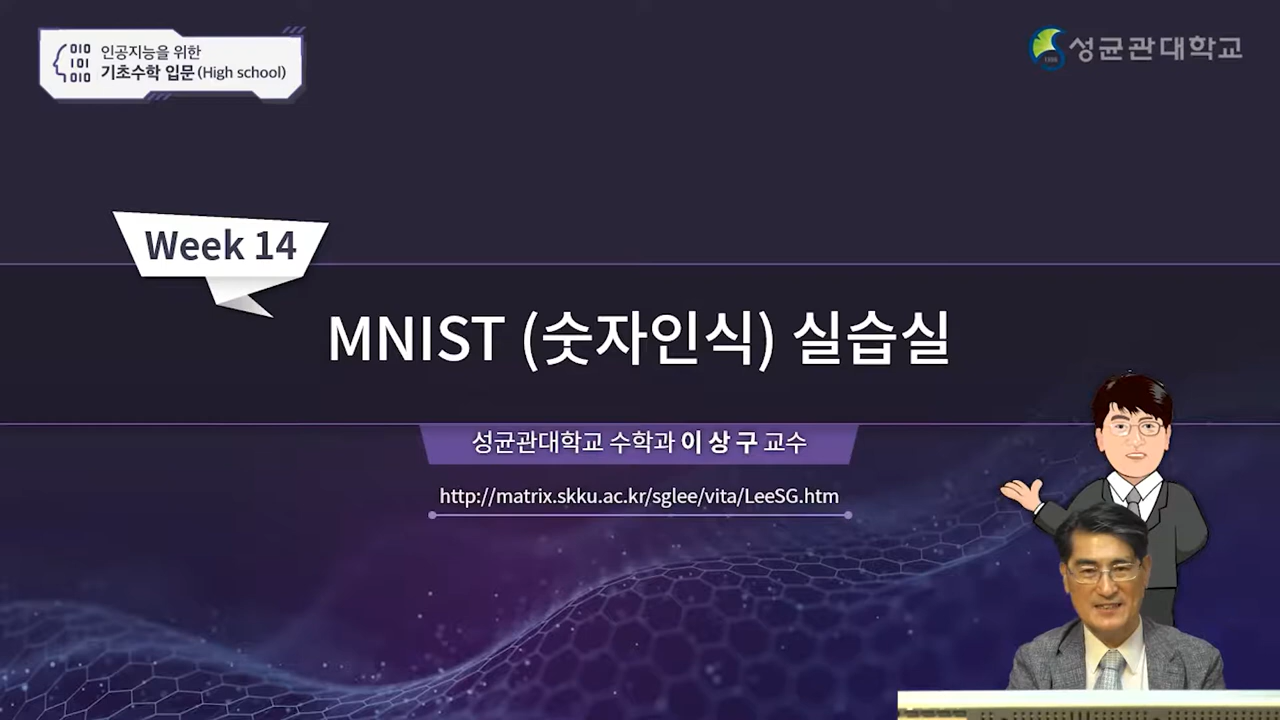 010
101
010
인공지능을 위한
기초수학 입문 (High school)
성균관대학교
1398
Week 14
MNIST (숫자인식) 실습실
성균관대학교 수학과 이 상 구 교수
http://matrix.skku.ac.kr/sglee/vita/LeeSG.htm